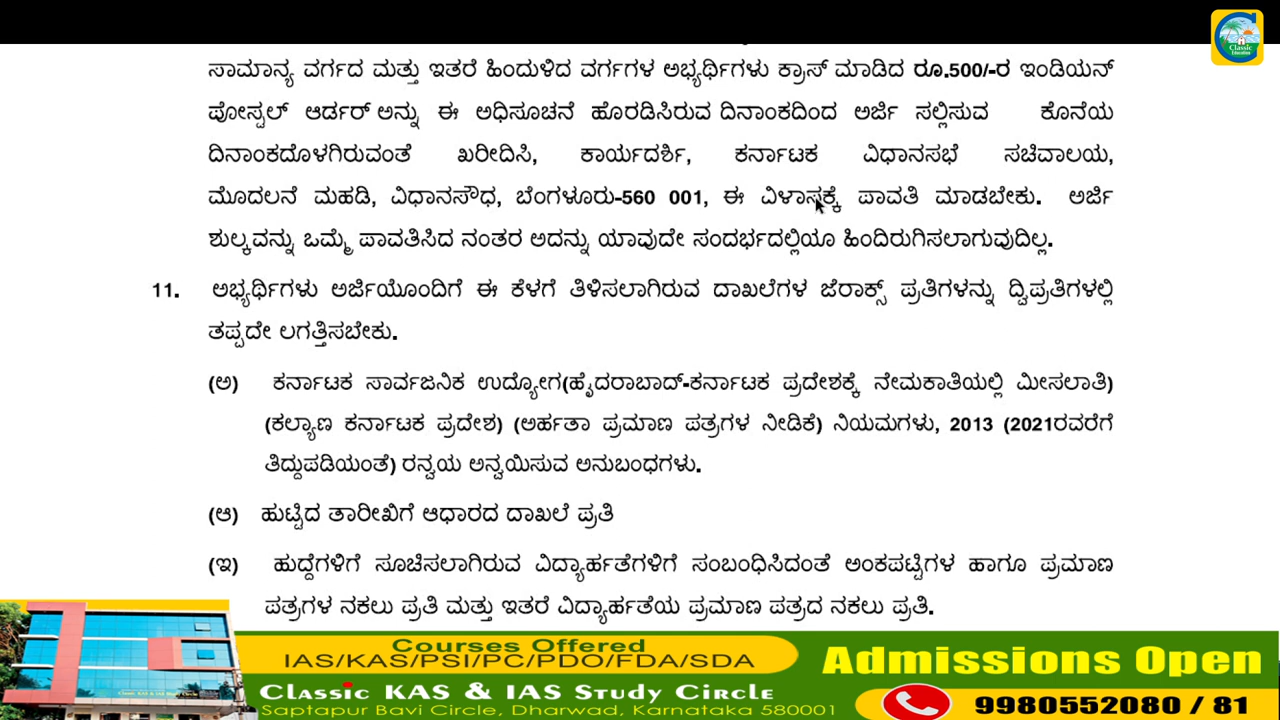 Classic
Education
ಸಾಮಾನ್ಯ ವರ್ಗದ ಮತ್ತು ಇತರೆ ಹಿಂದುಳಿದ ವರ್ಗಗಳ ಅಭ್ಯರ್ಥಿಗಳು ಕ್ರಾಸ್ ಮಾಡಿದ ರೂ.500/-ರ ಇಂಡಿಯನ್
ಪೋಸ್ಟಲ್ ಆರ್ಡರ್ ಅನ್ನು ಈ ಅಧಿಸೂಚನೆ ಹೊರಡಿಸಿರುವ ದಿನಾಂಕದಿಂದ ಅರ್ಜಿ ಸಲ್ಲಿಸುವ ಕೊನೆಯ
ದಿನಾಂಕದೊಳಗಿರುವಂತೆ ಖರೀದಿಸಿ, ಕಾರ್ಯದರ್ಶಿ, ಕರ್ನಾಟಕ ವಿಧಾನಸಭೆ ಸಚಿವಾಲಯ,
ಮೊದಲನೆ ಮಹಡಿ, ವಿಧಾನಸೌಧ, ಬೆಂಗಳೂರು-560 001, ಈ ವಿಳಾಸಕ್ಕೆ ಪಾವತಿ ಮಾಡಬೇಕು. ಅರ್ಜಿ
ಶುಲ್ಕವನ್ನು ಒಮ್ಮೆ ಪಾವತಿಸಿದ ನಂತರ ಅದನ್ನು ಯಾವುದೇ ಸಂದರ್ಭದಲ್ಲಿಯೂ ಹಿಂದಿರುಗಿಸಲಾಗುವುದಿಲ್ಲ.
11. ಅಭ್ಯರ್ಥಿಗಳು ಅರ್ಜಿಯೊಂದಿಗೆ ಈ ಕೆಳಗೆ ತಿಳಿಸಲಾಗಿರುವ ದಾಖಲೆಗಳ ಜೆರಾಕ್ಸ್ ಪ್ರತಿಗಳನ್ನು ದ್ವಿಪ್ರತಿಗಳಲ್ಲಿ
ತಪ್ಪದೇ ಲಗತ್ತಿಸಬೇಕು.
(ಅ) ಕರ್ನಾಟಕ ಸಾರ್ವಜನಿಕ ಉದ್ಯೋಗ(ಹೈದರಾಬಾದ್-ಕರ್ನಾಟಕ ಪ್ರದೇಶಕ್ಕೆ ನೇಮಕಾತಿಯಲ್ಲಿ ಮೀಸಲಾತಿ)
(ಕಲ್ಯಾಣ ಕರ್ನಾಟಕ ಪ್ರದೇಶ) (ಅರ್ಹತಾ ಪ್ರಮಾಣ ಪತ್ರಗಳ ನೀಡಿಕೆ) ನಿಯಮಗಳು, 2013 (2021ರವರೆಗೆ
ತಿದ್ದುಪಡಿಯಂತೆ) ರನ್ವಯ ಅನ್ವಯಿಸುವ ಅನುಬಂಧಗಳು.
(ಆ) ಹುಟ್ಟಿದ ತಾರೀಖಿಗೆ ಆಧಾರದ ದಾಖಲೆ ಪ್ರತಿ
(ಇ) ಹುದ್ದೆಗಳಿಗೆ ಸೂಚಿಸಲಾಗಿರುವ ವಿದ್ಯಾರ್ಹತೆಗಳಿಗೆ ಸಂಬಂಧಿಸಿದಂತೆ ಅಂಕಪಟ್ಟಿಗಳ ಹಾಗೂ ಪ್ರಮಾಣ
ಪತ್ರಗಳ ನಕಲು ಪ್ರತಿ ಮತ್ತು ಇತರೆ ವಿದ್ಯಾರ್ಹತೆಯ ಪ್ರಮಾಣ ಪತ್ರದ ನಕಲು ಪ್ರತಿ.
Courses Offered
IAS/KAS/PSI/PC/PDO/FDA/SDA
Classic KAS & IAS Study Circle
Saptapur Bavi Circle, Dharwad, Karnataka 580001
Admissions Open
9980552080 / 81